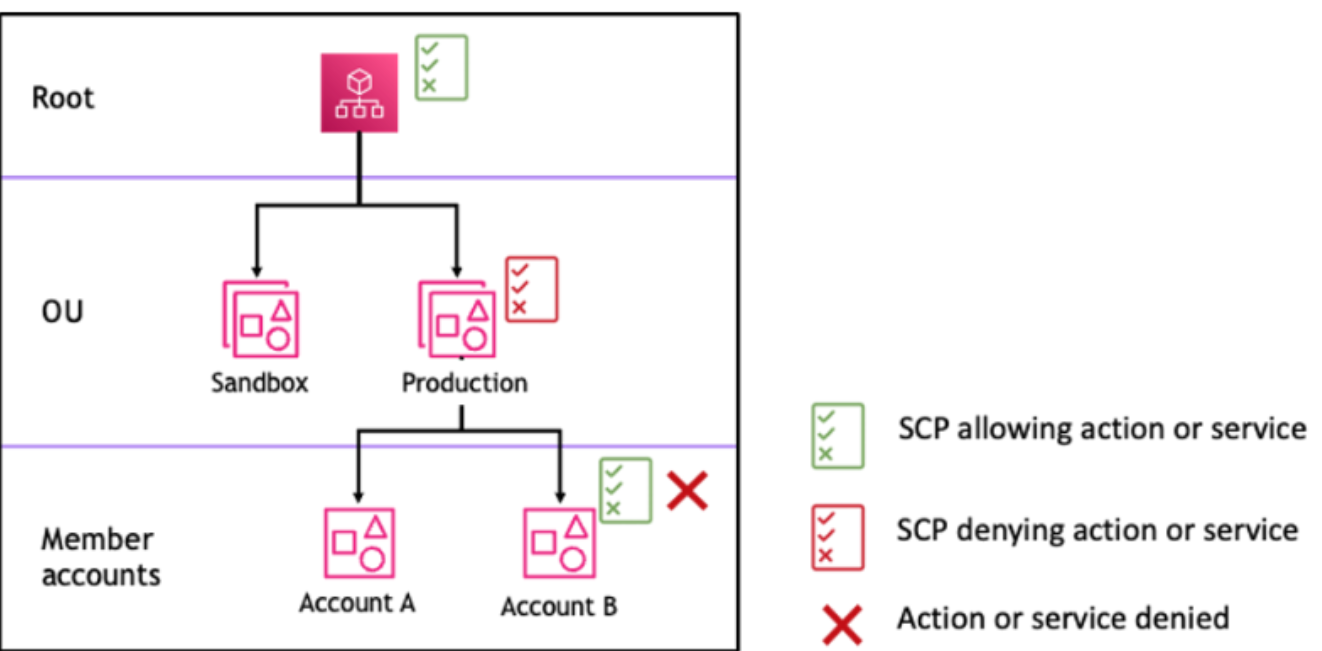 Root
OU
Sandbox
Production
Member
accounts
Account A
Account B
SCP allowing action or service
SCP denying action or service
Action or service denied